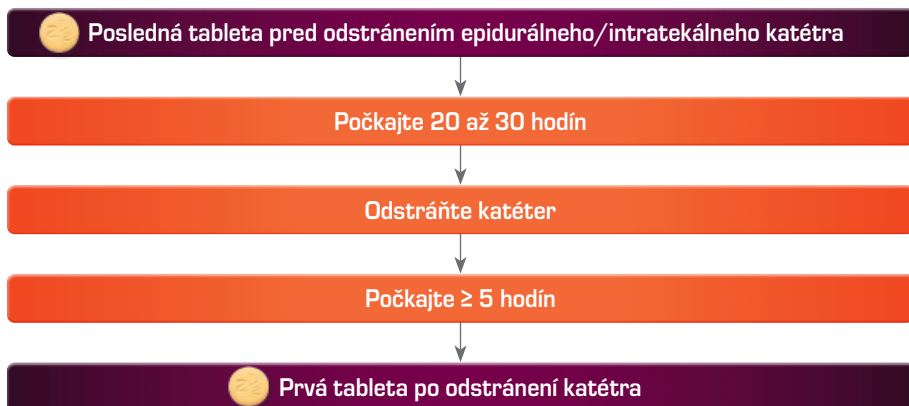 Posledná tableta pred odstránením epidurálneho/intratekálneho katétra
Počkajte 20 až 30 hodín
Odstráňte katéter
Počkajte ≥ 5 hodín
Prvá tableta po odstránení katétra